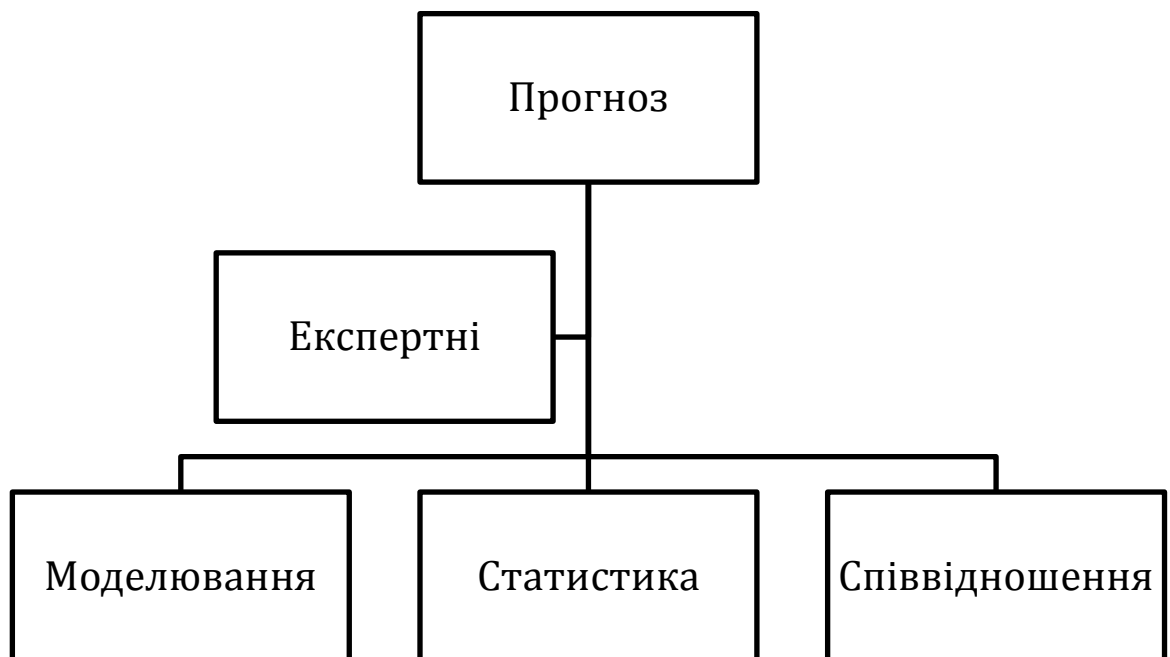 Прогноз
Експертні
Моделювання
Статистика
Співвідношення